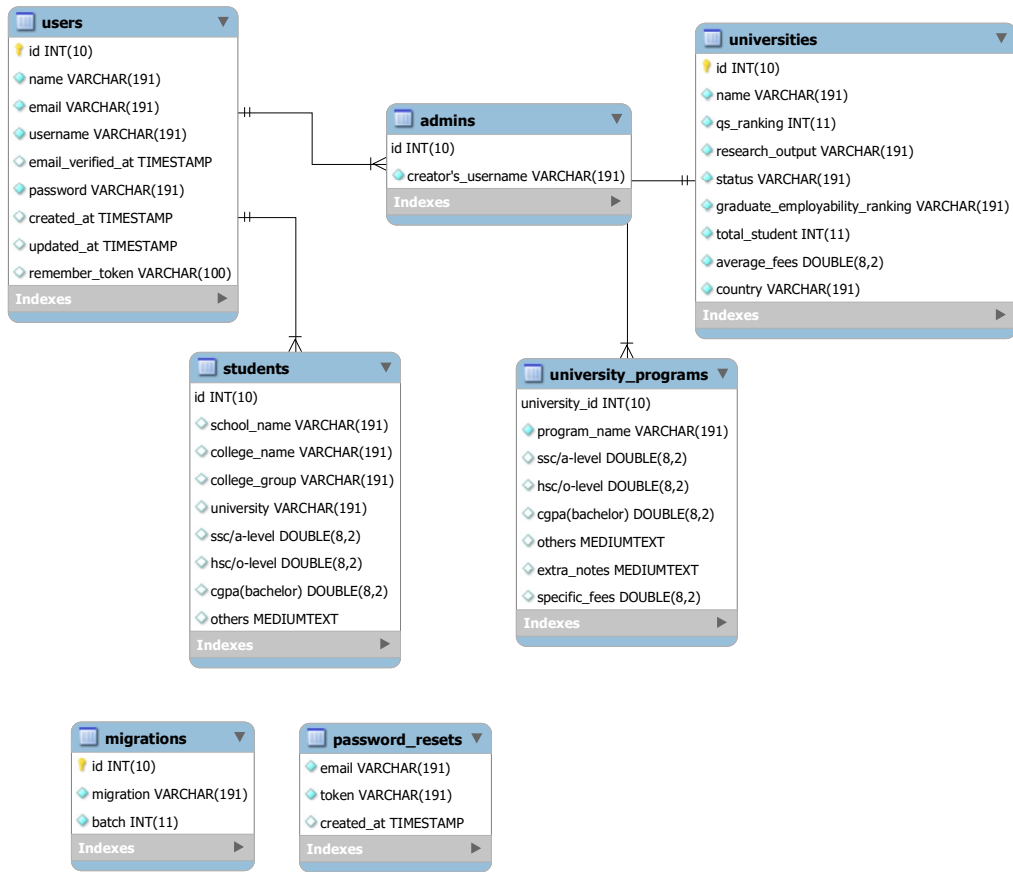 users
id INT(10)
name VARCHAR(191)
email VARCHAR(191)
username VARCHAR(191)
email_verified_at TIMESTAMP
password VARCHAR(191)
created_at TIMESTAMP
updated_at TIMESTAMP
remember_token VARCHAR(100)
Indexes
admins
id INT(10)
creator's_username VARCHAR(191)
Indexes
universities
id INT(10)
name VARCHAR(191)
qs_ranking INT(11)
research_output VARCHAR(191)
status VARCHAR(191)
graduate_employability_ranking VARCHAR(191)
total_student INT(11)
average_fees DOUBLE(8,2)
country VARCHAR(191)
Indexes
students
id INT(10)
school_name VARCHAR(191)
college_name VARCHAR(191)
college_group VARCHAR(191)
university VARCHAR(191)
ssc/a-level DOUBLE(8,2)
hsc/o-level DOUBLE(8,2)
cgpa(bachelor) DOUBLE(8,2)
others MEDIUMTEXT
Indexes
university_programs
university_id INT(10)
program_name VARCHAR(191)
ssc/a-level DOUBLE(8,2)
hsc/o-level DOUBLE(8,2)
cgpa(bachelor) DOUBLE(8,2)
others MEDIUMTEXT
extra_notes MEDIUMTEXT
specific_fees DOUBLE(8,2)
Indexes
migrations
id INT(10)
migration VARCHAR(191)
batch INT(11)
Indexes
password_resets
email VARCHAR(191)
token VARCHAR(191)
created_at TIMESTAMP
Indexes